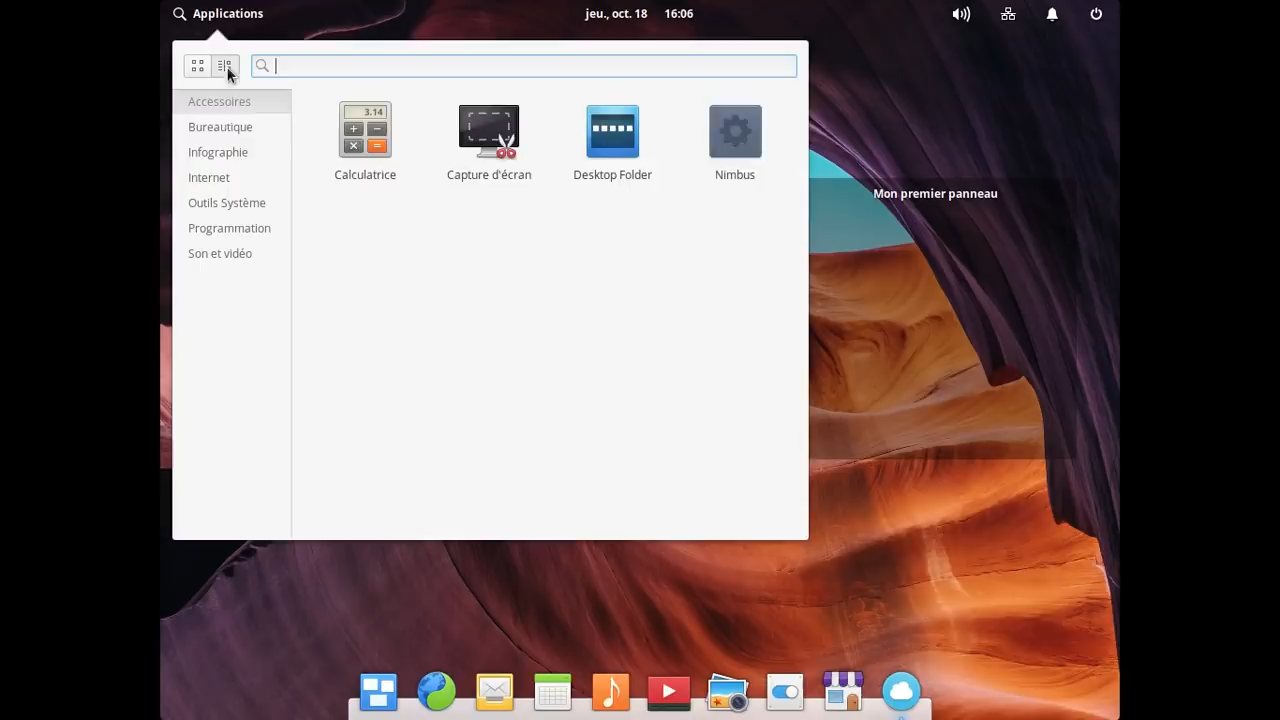 Applications
jeu., oct. 18 16:06
Accessoires
Bureautique
Infographie
Internet
Outils Système
Programmation
Son et vidéo
3.14
Calculatrice
Capture d'écran
Desktop Folder
Nimbus
Mon premier panneau